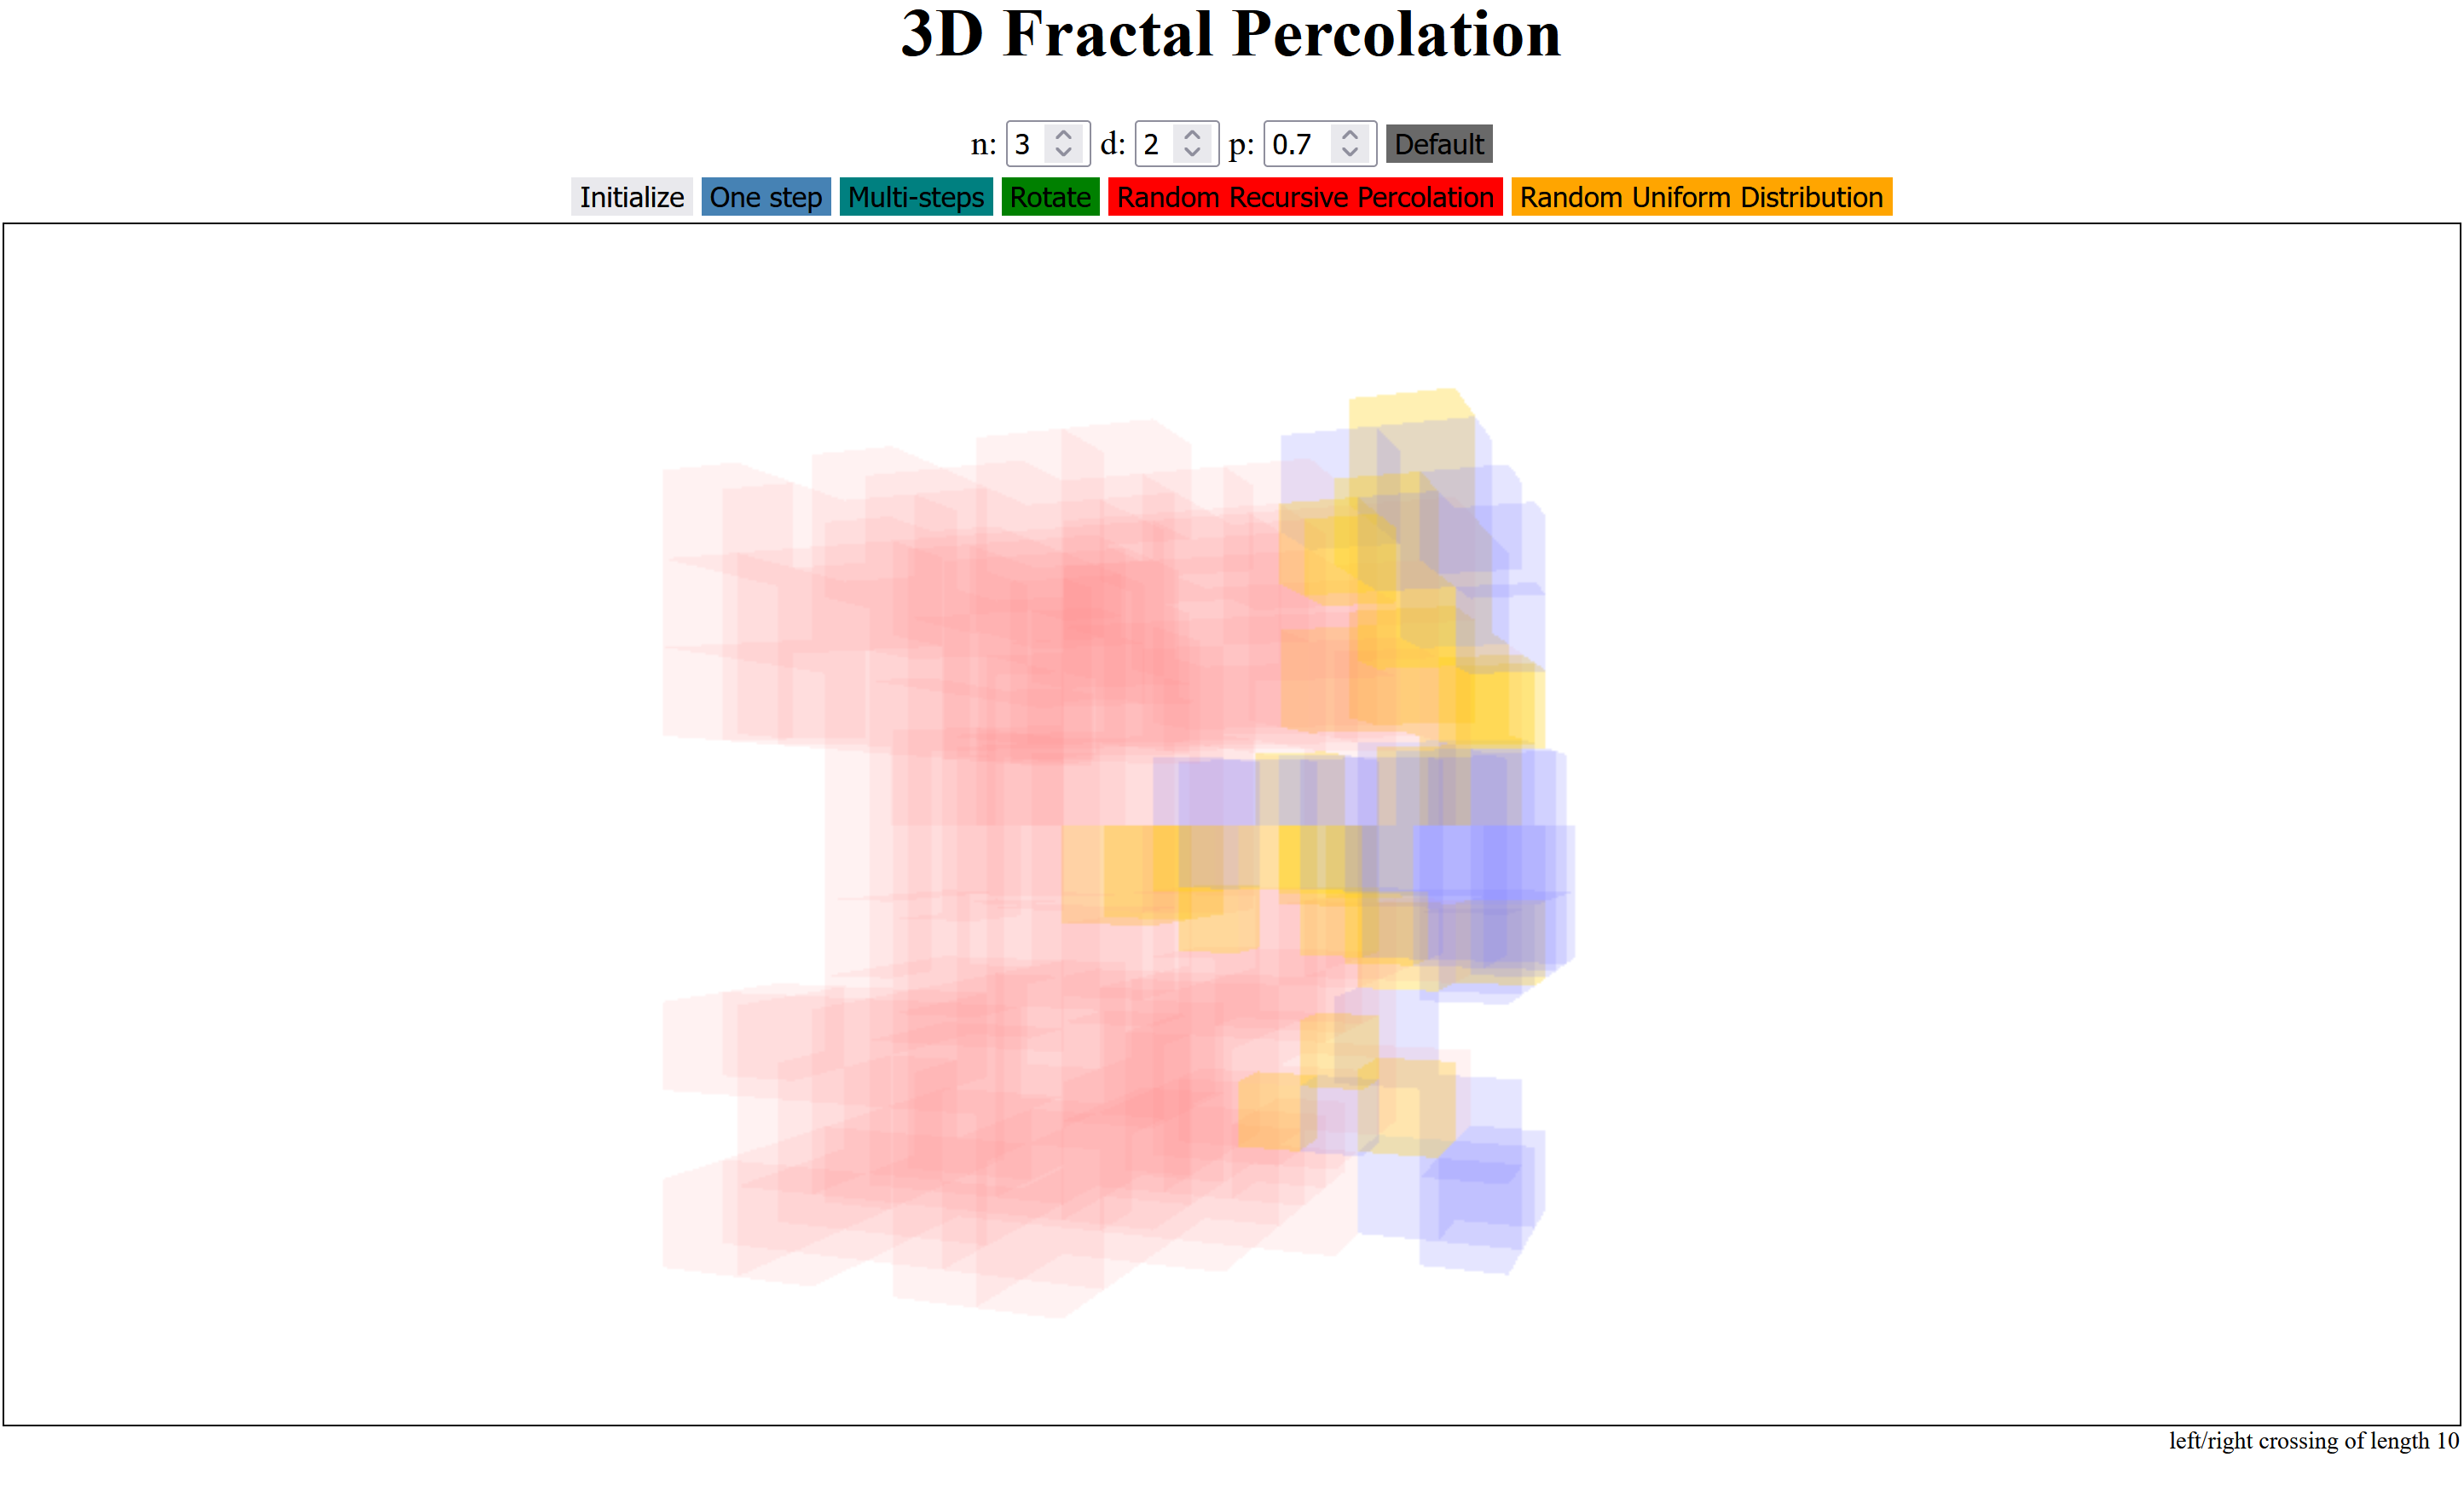 3D Fractal Percolation
n: 3 d: 2 p: 0.7 Default
Initialize One step Multi-steps Rotate Random Recursive Percolation Random Uniform Distribution
left/right crossing of length 10